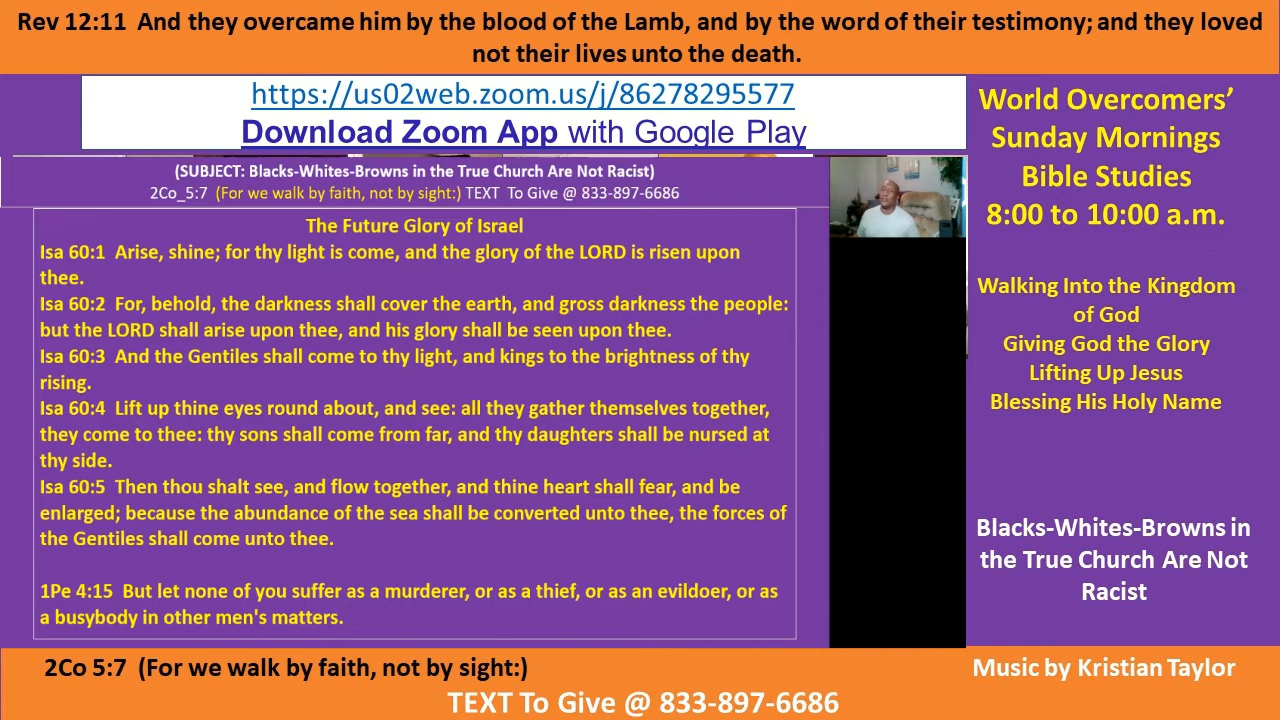 Rev 12:11  And they overcame him by the blood of the Lamb, and by the word of their testimony; and they loved
not their lives unto the death.
https://us02web.zoom.us/j/86278295577
Download Zoom App with Google Play
(SUBJECT: Blacks-Whites-Browns in the True Church Are Not Racist)
2Co_5:7  (For we walk by faith, not by sight:) TEXT  To Give @ 833-897-6686
The Future Glory of Israel
Isa 60:1  Arise, shine; for thy light is come, and the glory of the LORD is risen upon
thee.
Isa 60:2  For, behold, the darkness shall cover the earth, and gross darkness the people:
but the LORD shall arise upon thee, and his glory shall be seen upon thee.
Isa 60:3  And the Gentiles shall come to thy light, and kings to the brightness of thy
rising.
Isa 60:4  Lift up thine eyes round about, and see: all they gather themselves together,
they come to thee: thy sons shall come from far, and thy daughters shall be nursed at
thy side.
Isa 60:5  Then thou shalt see, and flow together, and thine heart shall fear, and be
enlarged; because the abundance of the sea shall be converted unto thee, the forces of
the Gentiles shall come unto thee.
1Pe 4:15  But let none of you suffer as a murderer, or as a thief, or as an evildoer, or as
a busybody in other men's matters.
World Overcomers’
Sunday Mornings
Bible Studies
8:00 to 10:00 a.m.
Walking Into the Kingdom
of God
Giving God the Glory
Lifting Up Jesus
Blessing His Holy Name
Blacks-Whites-Browns in
the True Church Are Not
Racist
2Co 5:7  (For we walk by faith, not by sight:)
Music by Kristian Taylor
TEXT To Give @ 833-897-6686